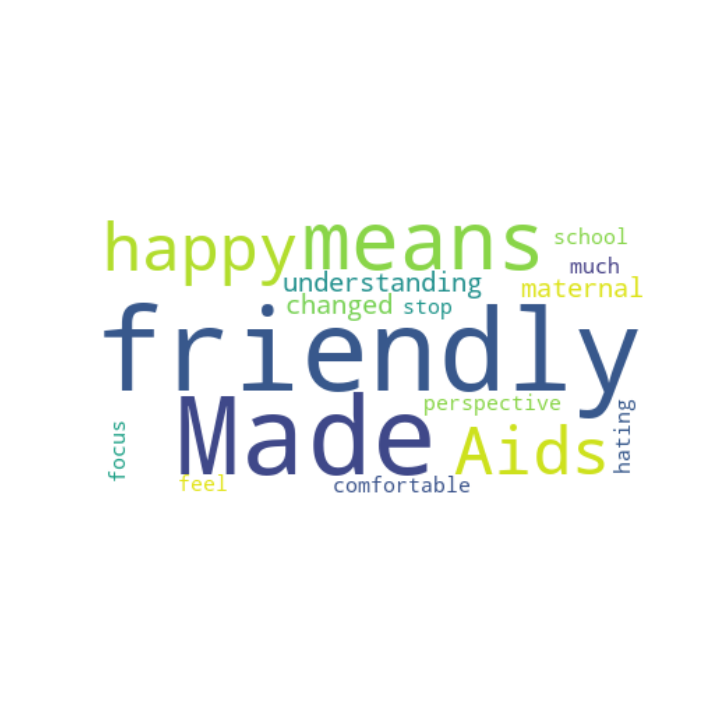 happy means school
much
understanding maternal
changed stop
friendly
perspective
Made Aids
focus
hating
feel comfortable